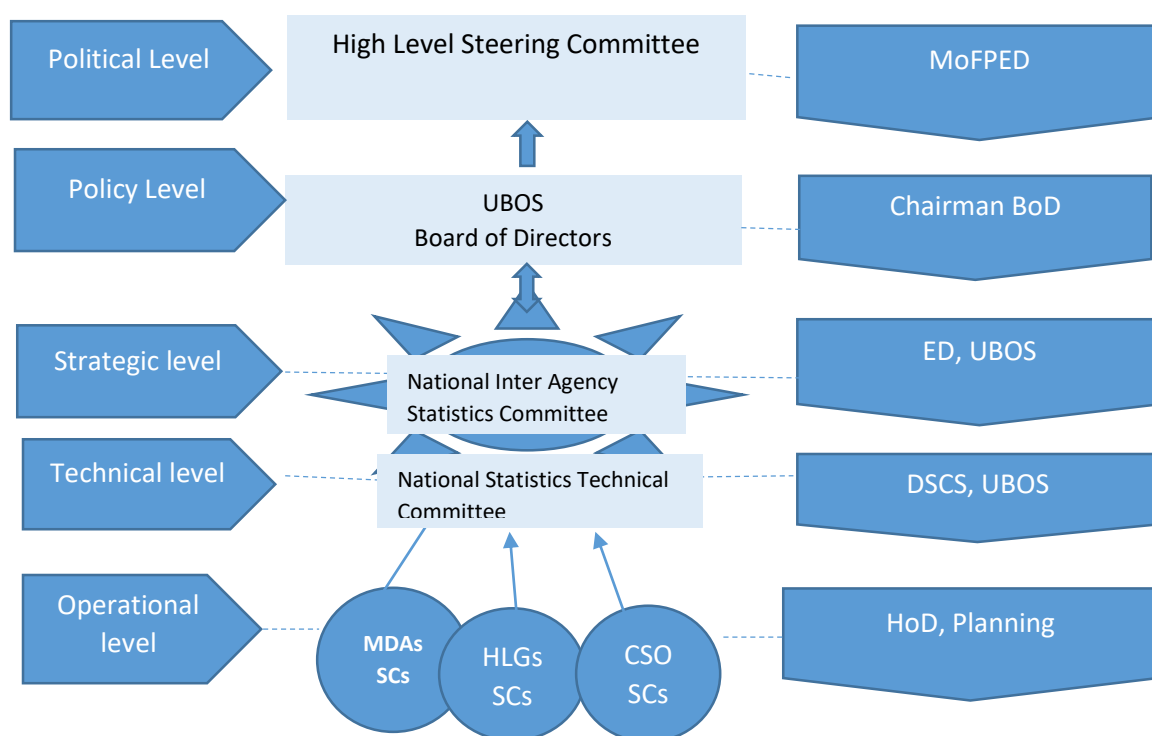 Political Level
High Level Steering Committee
MoFPED
Policy Level
UBOS
Board of Directors
Chairman BoD
Strategic level
National Inter Agency
Statistics Committee
ED, UBOS
Technical level
National Statistics Technical
Committee
DSCS, UBOS
Operational
level
MDAs
SCs
HLGs
SCs
CSO
SCs
HoD, Planning